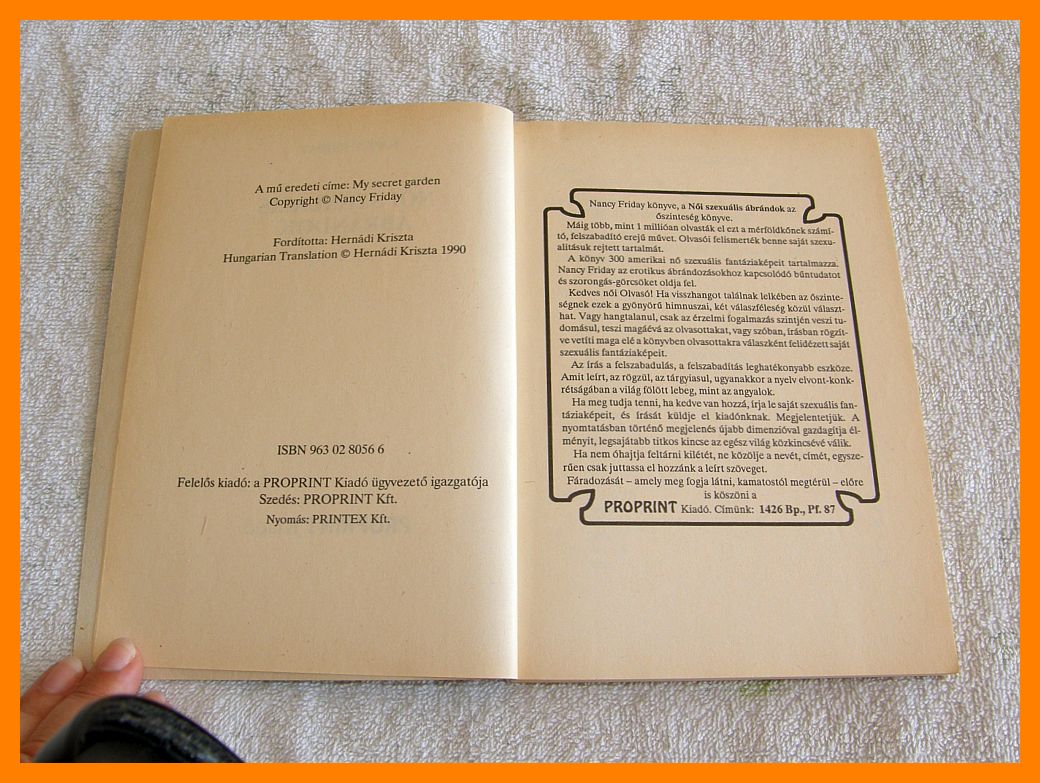 A mű eredeti címe: My secret garden
Copyright © Nancy Friday
Fordította: Hernádi Kriszta
Hungarian Translation © Hernádi Kriszta 1990
ISBN 963 02 8056 6
Felelős kiadó: a PROPRINT Kiadó ügyvezető igazgatója
Szedés: PROPRINT Kft.
Nyomás: PRINTEX Kft.
Nancy Friday könyve, a Női szexuális ábrándok az
őszinteség könyve.
Máig több, mint 1 millióan olvasták el ezt a mérföldkőnek számí-
tó, felszabadító erejű művet. Olvasói felismerték benne saját szexu-
alitásuk rejtett tartalmát.
A könyv 300 amerikai nő szexuális fantáziaképeit tartalmazza.
Nancy Friday az erotikus ábrándozásokhoz kapcsolódó bűntudatot
és szorongás-görcsöket oldja fel.
Kedves női Olvasó! Ha visszhangot találnak lelkében az őszinte-
ségnek ezek a gyönyörű himnuszai, két válaszféleség közül választ-
hat. Vagy hangtalanul, csak az érzelmi fogalmazás szintjén veszi tu-
domásul, teszi magáévá az olvasottakat, vagy szóban, írásban rögzít-
ve vetíti maga elé a könyvben olvasottakra válaszként felidézett saját
szexuális fantáziaképeit.
Az írás a felszabadulás, a felszabadítás leghatékonyabb eszköze.
Amit leírt, az rögzül, az tárgyiasul, ugyanakkor a nyelv elvont-konk-
rétságában a világ fölött lebeg, mint az angyalok.
Ha meg tudja tenni, ha kedve van hozzá, írja le saját szexuális fan-
táziaképeit, és írását küldje el kiadónknak. Megjelentetjük. A
nyomtatásban történő megjelenés újabb dimenzióval gazdagítja él-
ményit, legsajátabb titkos kincse az egész világ közkincsévé válik.
Ha nem óhajtja feltárni kilétét, ne közölje a nevét, címét, egysze-
rűen csak juttassa el hozzánk a leírt szöveget.
Fáradozását – amely meg fogja látni, kamatostól megtérül – előre
is köszöni a
PROPRINT Kiadó. Címünk: 1426 Bp., Pf. 87